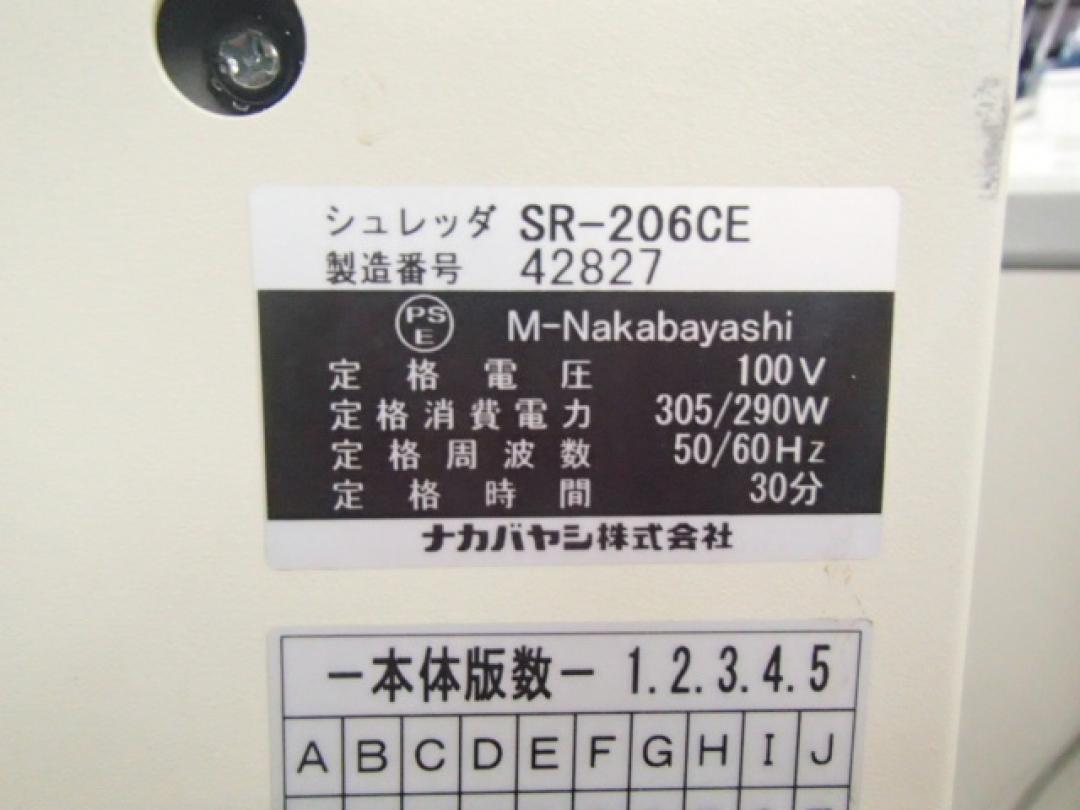 シュレッダ SR-206CE
製造番号 42827
PSE M-Nakabayashi
定格電圧 100V
定格消費電力 305/290W
定格周波数 50/60Hz
定格時間 30分
ナカバヤシ株式会社
-本体版数- 1.2.3.4.5
A B C D E F G H I J